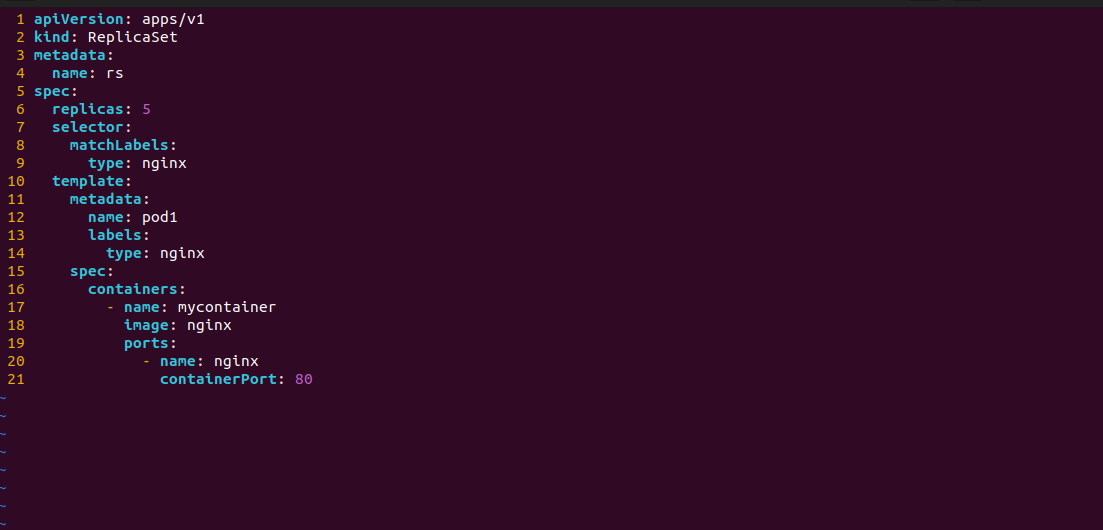 1 apiVersion: apps/v1
2 kind: ReplicaSet
3 metadata:
4   name: rs
5 spec:
6   replicas: 5
7   selector:
8     matchLabels:
9       type: nginx
10   template:
11     metadata:
12       name: pod1
13       labels:
14         type: nginx
15     spec:
16       containers:
17         - name: mycontainer
18           image: nginx
19           ports:
20             - name: nginx
21               containerPort: 80
~
~
~
~
~
~
~
~